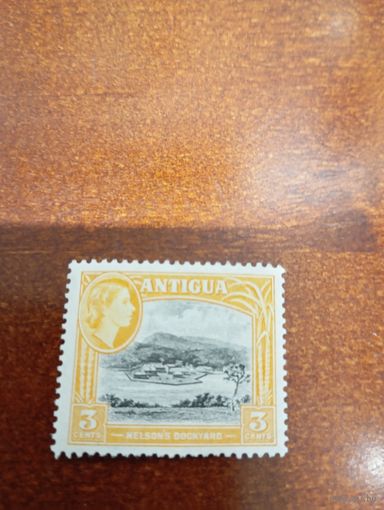 ANTIGUA
3 3
CENTS NELSON'S DOCKYARD CENTS